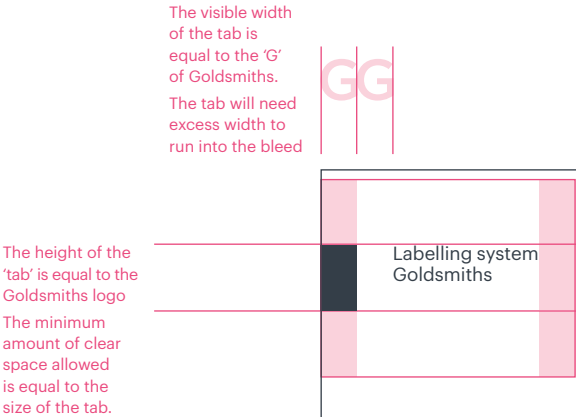 The visible width
of the tab is
equal to the ‘G’
of Goldsmiths.
The tab will need
excess width to
run into the bleed
GG
The height of the
‘tab’ is equal to the
Goldsmiths logo
The minimum
amount of clear
space allowed
is equal to the
size of the tab.
Labelling system
Goldsmiths